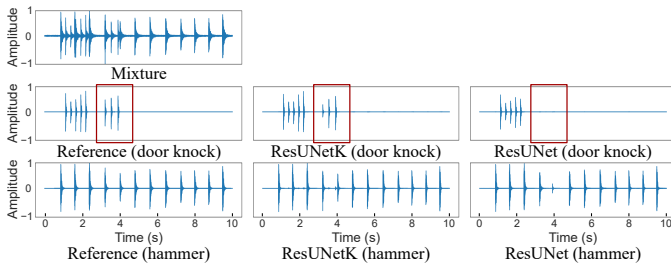 Amplitude
1
0
−1
Mixture
Amplitude
1
0
−1
Reference (door knock)
ResUNetK (door knock)
ResUNet (door knock)
Amplitude
1
0
−1
0 2 4 6 8 10
0 2 4 6 8 10
0 2 4 6 8 10
Time (s)
Time (s)
Time (s)
Reference (hammer)
ResUNetK (hammer)
ResUNet (hammer)